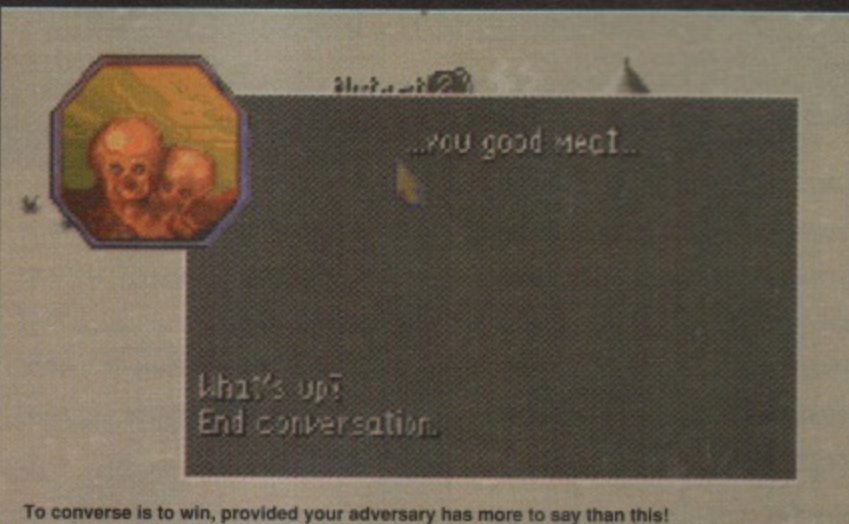 ...you good meat...
What's up?
End conversation.
To converse is to win, provided your adversary has more to say than this!